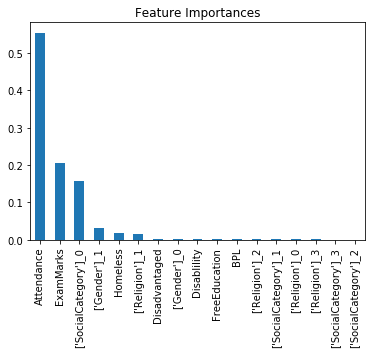 Feature Importances
0.5
0.4
0.3
0.2
0.1
0.0
Attendance
ExamMarks
['SocialCategory']_0
['Gender']_1
Homeless
['Religion']_1
Disadvantaged
['Gender']_0
Disablility
FreeEducation
BPL
['Religion']_2
['SocialCategory']_1
['Religion']_0
['Religion']_3
['SocialCategory']_3
['SocialCategory']_2